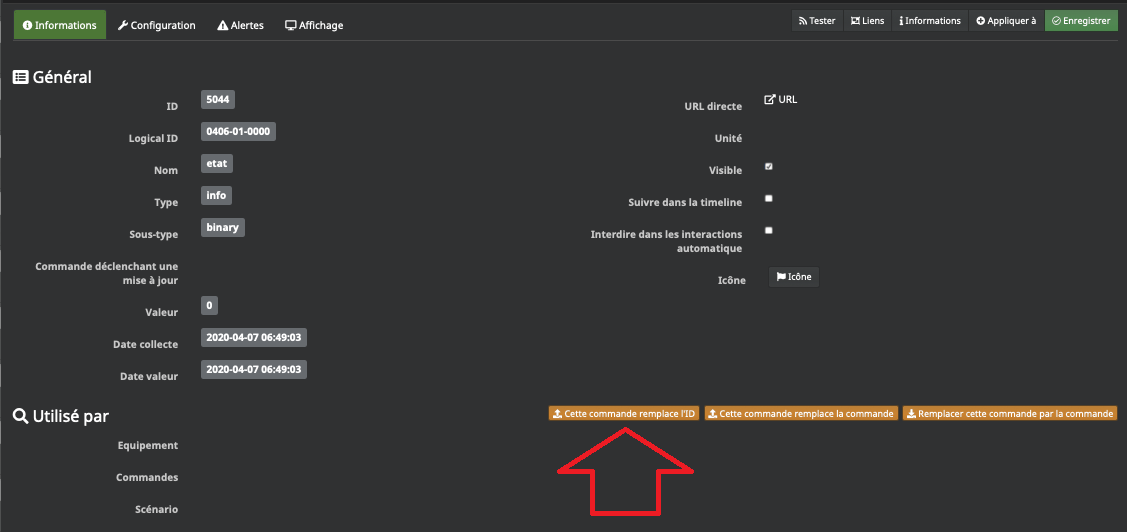 Informations
Configuration
Alertes
Affichage
Tester
Liens
Informations
Appliquer à
Enregistrer
Général
ID
5044
Logical ID
0406-01-0000
Nom
etat
Type
info
Sous-type
binary
Commande déclenchant une
mise à jour
Valeur
0
Date collecte
2020-04-07 06:49:03
Date valeur
2020-04-07 06:49:03
URL directe
URL
Unité
Visible
Suivre dans la timeline
Interdire dans les interactions
automatique
Icône
Icône
Utilisé par
Cette commande remplace l'ID
Cette commande remplace la commande
Remplacer cette commande par la commande
Equipement
Commandes
Scénario